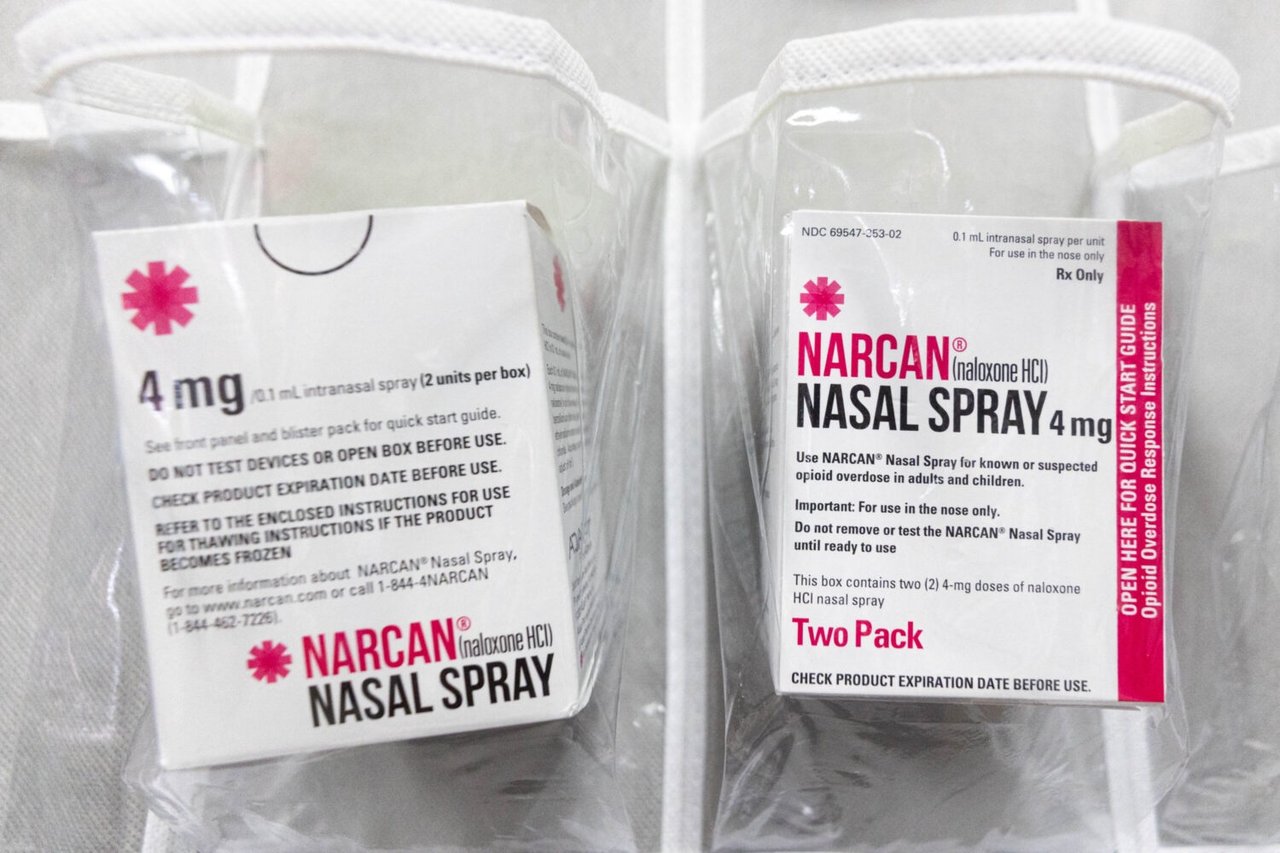 4 mg /0.1 mL intranasal spray (2 units per box)
See front panel and blister pack for quick start guide.
DO NOT TEST DEVICES OR OPEN BOX BEFORE USE.
CHECK PRODUCT EXPIRATION DATE BEFORE USE.
REFER TO THE ENCLOSED INSTRUCTIONS FOR USE
FOR THAWING INSTRUCTIONS IF THE PRODUCT
BECOMES FROZEN
For more information about NARCAN® Nasal Spray,
go to www.narcan.com or call 1-844-4NARCAN
(1-844-462-7226).
NARCAN® (naloxone HCl)
NASAL SPRAY
NDC 69547-353-02
0.1 mL intranasal spray per unit
For use in the nose only
Rx Only
NARCAN® (naloxone HCl)
NASAL SPRAY 4 mg
Use NARCAN® Nasal Spray for known or suspected
opioid overdose in adults and children.
Important: For use in the nose only.
Do not remove or test the NARCAN® Nasal Spray
until ready to use
This box contains two (2) 4-mg doses of naloxone
HCl nasal spray
Two Pack
CHECK PRODUCT EXPIRATION DATE BEFORE USE.
OPEN HERE FOR QUICK START GUIDE
Opioid Overdose Response Instructions